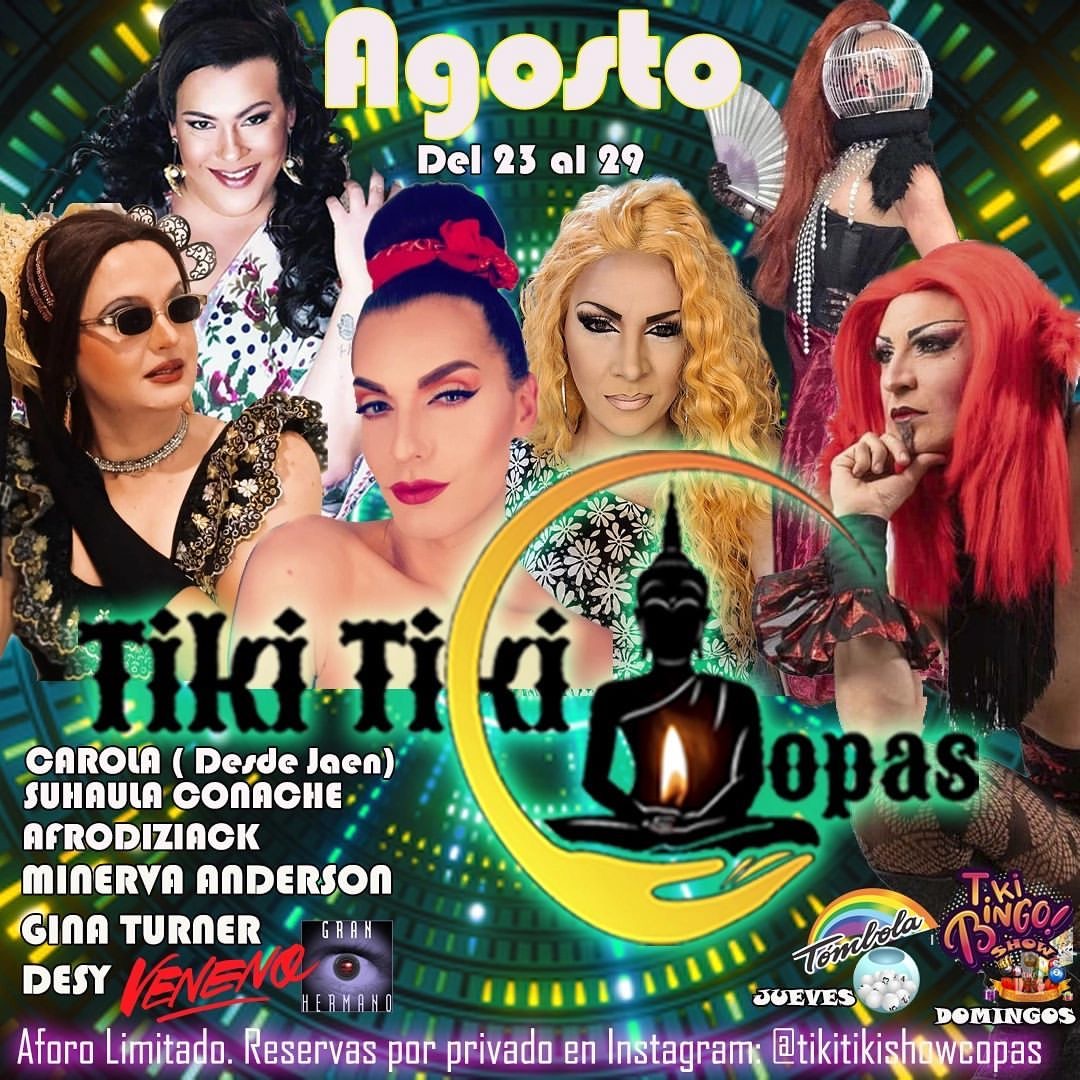 Agosto
Del 23 al 29
Tiki Tiki
Copas
CAROLA ( Desde Jaen)
SUHAULA CONACHE
AFRODIZIACK
MINERVA ANDERSON
GINA TURNER
DESY VENENO
GRAN
HERMANO
Tómbola
JUEVES
TiKi
BINGO!
SHOW
DOMINGOS
Aforo Limitado. Reservas por privado en Instagram: @tikitikishowcopas